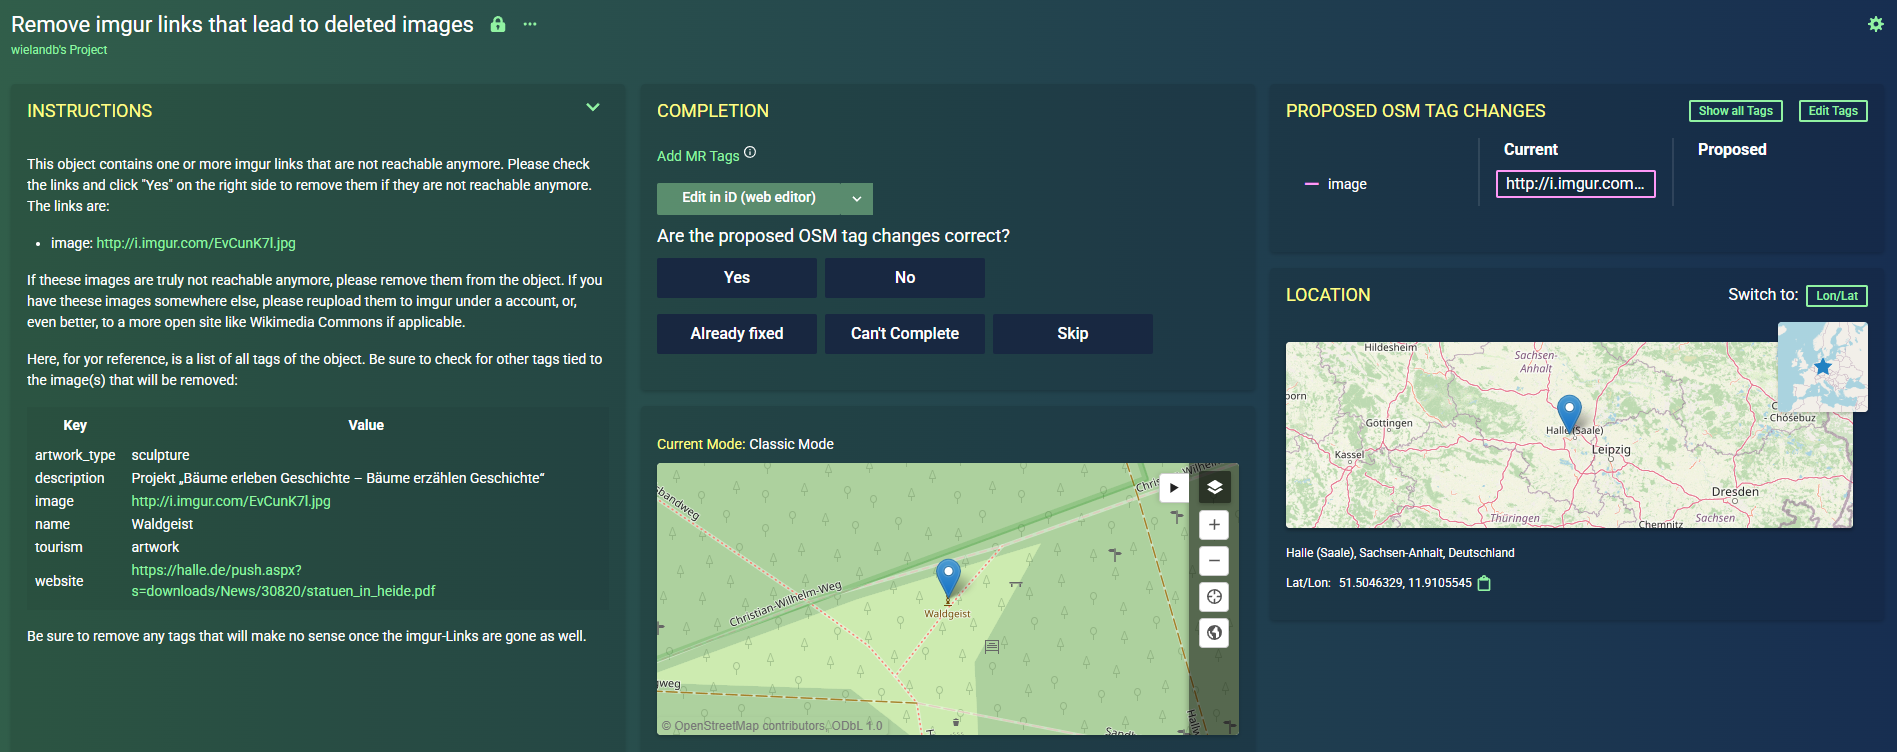 Remove imgur links that lead to deleted images
wielandb's Project
INSTRUCTIONS
This object contains one or more imgur links that are not reachable anymore. Please check
the links and click "Yes" on the right side to remove them if they are not reachable anymore.
The links are:
• image: http://i.imgur.com/EvCunK7l.jpg
If theese images are truly not reachable anymore, please remove them from the object. If you
have theese images somewhere else, please reupload them to imgur under a account, or,
even better, to a more open site like Wikimedia Commons if applicable.
Here, for yor reference, is a list of all tags of the object. Be sure to check for other tags tied to
the image(s) that will be removed:
Key Value
artwork_type sculpture
description Projekt „Bäume erleben Geschichte – Bäume erzählen Geschichte“
image http://i.imgur.com/EvCunK7l.jpg
name Waldgeist
tourism artwork
website https://halle.de/push.aspx?
s=downloads/News/30820/statuen_in_heide.pdf
Be sure to remove any tags that will make no sense once the imgur-Links are gone as well.
COMPLETION
Add MR Tags
Edit in iD (web editor)
Are the proposed OSM tag changes correct?
Yes No
Already fixed Can't Complete Skip
Current Mode: Classic Mode
sbandweg
Christian-Wilhelm-Weg
Christ
Wilhelm
Waldgeist
gweg
Hallw
Sandt
© OpenStreetMap contributors, ODbL 1.0
PROPOSED OSM TAG CHANGES
Show all Tags Edit Tags
Current Proposed
image http://i.imgur.com...
LOCATION
Switch to: Lon/Lat
Hildesheim
Sachsen-
Anhalt
born
Göttingen
Halle (Saale)
Leipzig
Kassel
- Chóśebuz
Dresden
Thüringen
Chemnitz
Sachsen
Halle (Saale), Sachsen-Anhalt, Deutschland
Lat/Lon: 51.5046329, 11.9105545